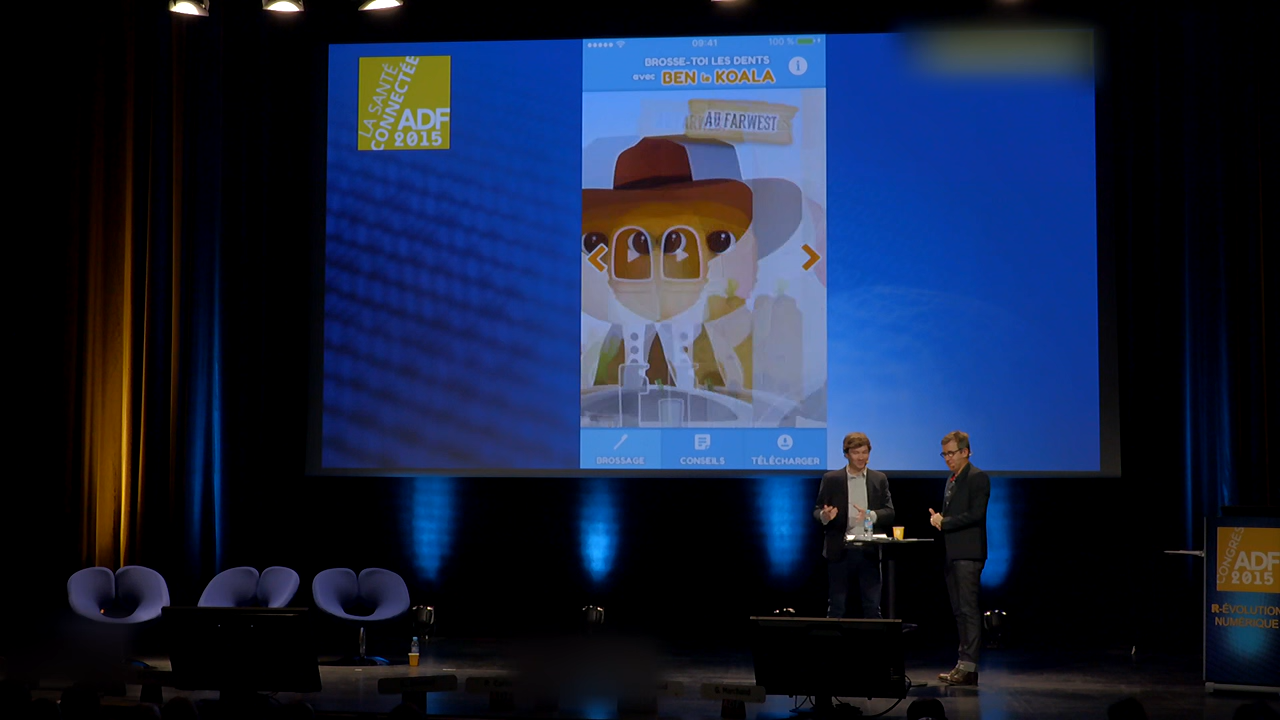 LA SANTÉ
CONNECTÉE
ADF
2015
09:41
100 %
BROSSE-TOI LES DENTS
avec BEN le KOALA
AU FARWEST
BROSSAGE
CONSEILS
TÉLÉCHARGER
CONGRÈS
ADF
2015
R-ÉVOLUTION
NUMÉRIQUE